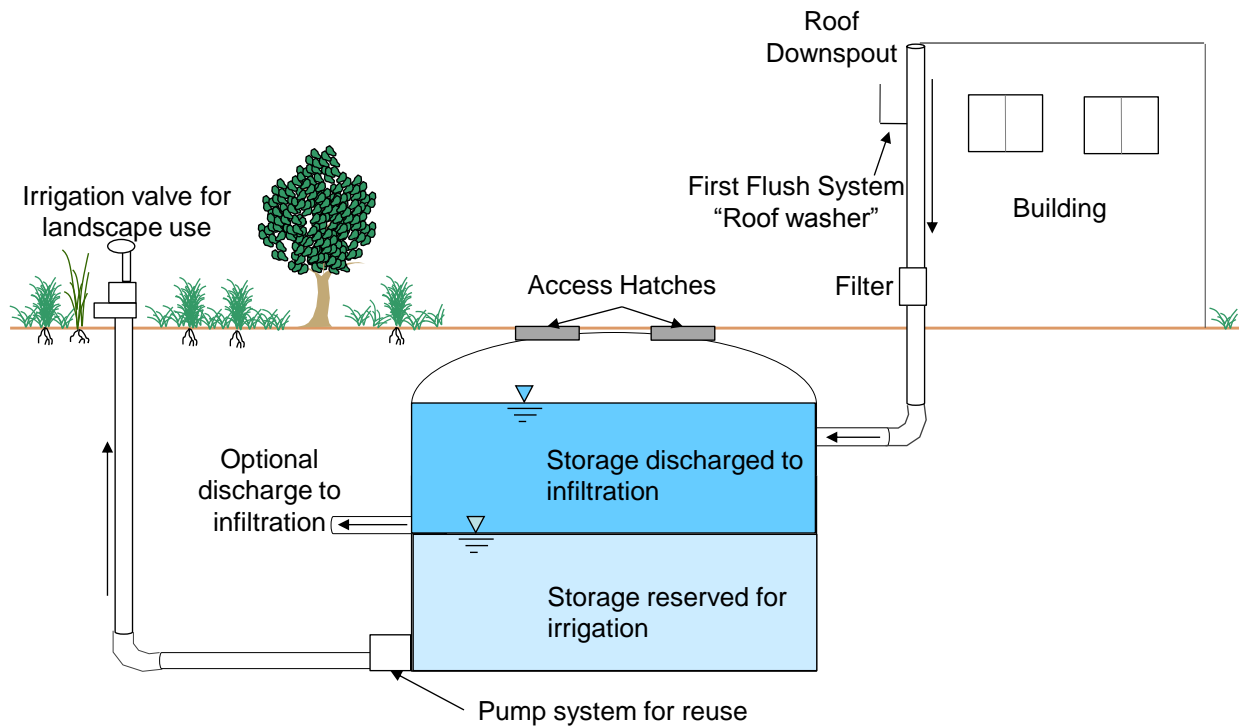 Roof
Downspout
First Flush System
“Roof washer”
Building
Irrigation valve for
landscape use
Access Hatches
Filter
Optional
discharge to
infiltration
Storage discharged to
infiltration
Storage reserved for
irrigation
Pump system for reuse